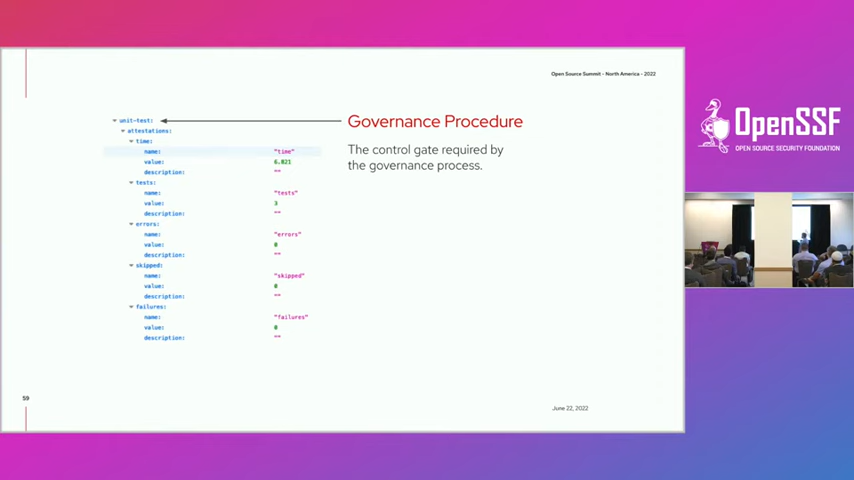 Open Source Summit - North America - 2022
unit-test:
attestations:
time:
name: "time"
value: 6.021
description: ""
tests:
name: "tests"
value: 3
description: ""
errors:
name: "errors"
value: 0
description: ""
skipped:
name: "skipped"
value: 0
description: ""
failures:
name: "failures"
value: 0
description: ""
Governance Procedure
The control gate required by
the governance process.
59
June 22, 2022
OpenSSF
OPEN SOURCE SECURITY FOUNDATION